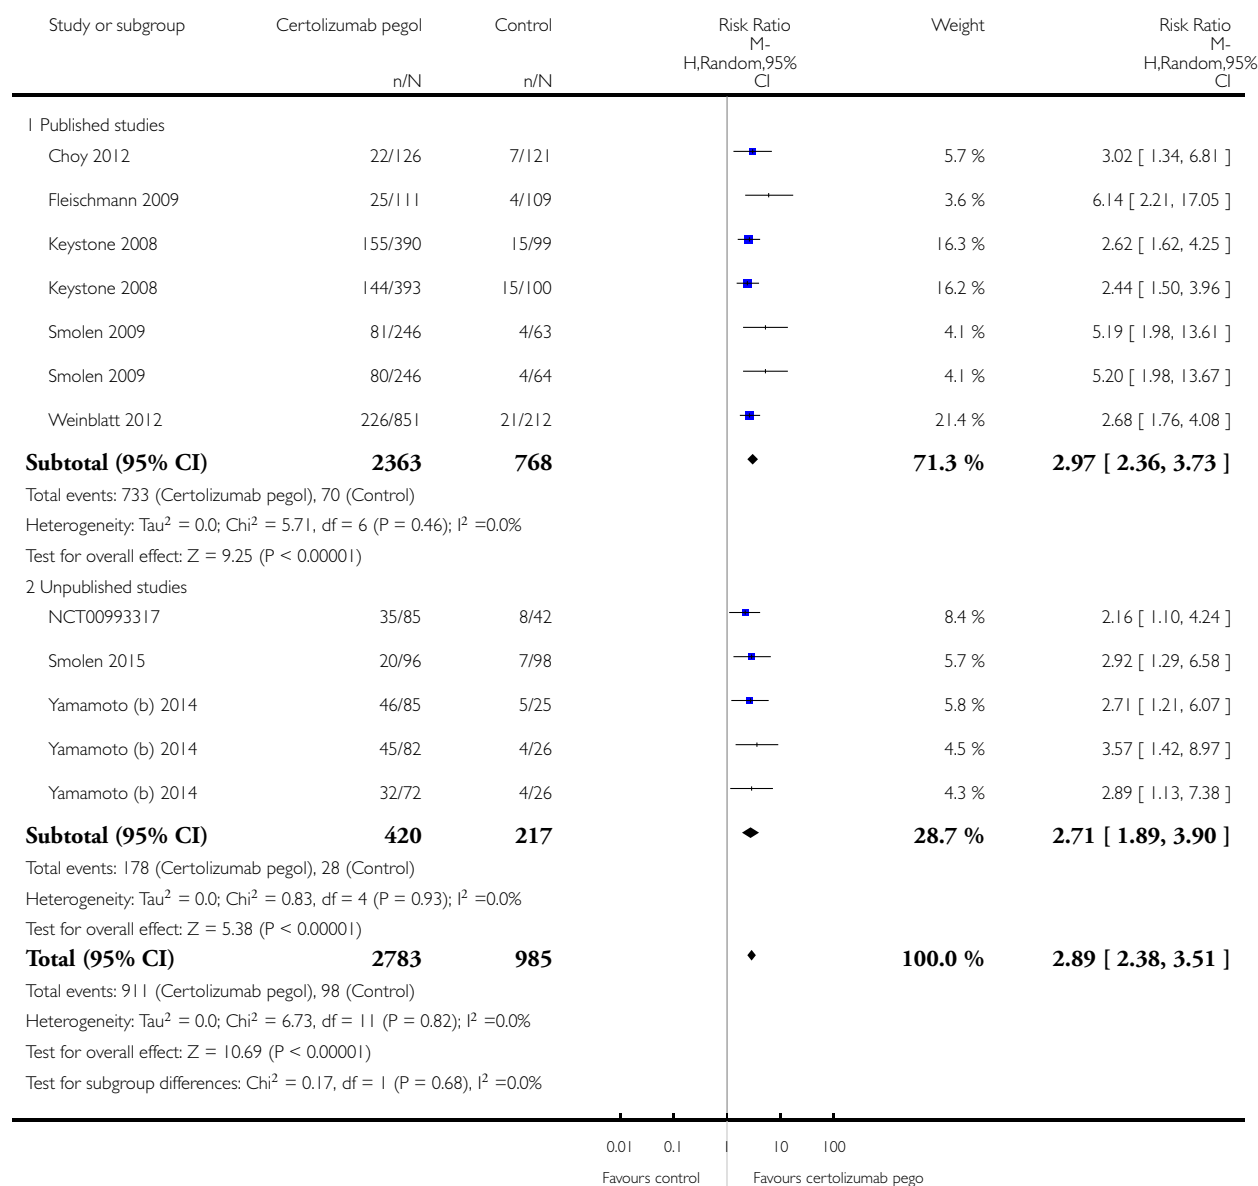 Study or subgroup Certolizumab pegol Control Risk Ratio Weight Risk Ratio
M- M-
H,Random,95% H,Random,95%
n/N n/N CI CI
1 Published studies
Choy 2012 22/126 7/121 5.7 % 3.02 [ 1.34, 6.81 ]
Fleischmann 2009 25/111 4/109 3.6 % 6.14 [ 2.21, 17.05 ]
Keystone 2008 155/390 15/99 16.3 % 2.62 [ 1.62, 4.25 ]
Keystone 2008 144/393 15/100 16.2 % 2.44 [ 1.50, 3.96 ]
Smolen 2009 81/246 4/63 4.1 % 5.19 [ 1.98, 13.61 ]
Smolen 2009 80/246 4/64 4.1 % 5.20 [ 1.98, 13.67 ]
Weinblatt 2012 226/851 21/212 21.4 % 2.68 [ 1.76, 4.08 ]
Subtotal (95% CI) 2363 768 71.3 % 2.97 [ 2.36, 3.73 ]
Total events: 733 (Certolizumab pegol), 70 (Control)
Heterogeneity: Tau² = 0.0; Chi² = 5.71, df = 6 (P = 0.46); I² =0.0%
Test for overall effect: Z = 9.25 (P < 0.00001)
2 Unpublished studies
NCT00993317 35/85 8/42 8.4 % 2.16 [ 1.10, 4.24 ]
Smolen 2015 20/96 7/98 5.7 % 2.92 [ 1.29, 6.58 ]
Yamamoto (b) 2014 46/85 5/25 5.8 % 2.71 [ 1.21, 6.07 ]
Yamamoto (b) 2014 45/82 4/26 4.5 % 3.57 [ 1.42, 8.97 ]
Yamamoto (b) 2014 32/72 4/26 4.3 % 2.89 [ 1.13, 7.38 ]
Subtotal (95% CI) 420 217 28.7 % 2.71 [ 1.89, 3.90 ]
Total events: 178 (Certolizumab pegol), 28 (Control)
Heterogeneity: Tau² = 0.0; Chi² = 0.83, df = 4 (P = 0.93); I² =0.0%
Test for overall effect: Z = 5.38 (P < 0.00001)
Total (95% CI) 2783 985 100.0 % 2.89 [ 2.38, 3.51 ]
Total events: 911 (Certolizumab pegol), 98 (Control)
Heterogeneity: Tau² = 0.0; Chi² = 6.73, df = 11 (P = 0.82); I² =0.0%
Test for overall effect: Z = 10.69 (P < 0.00001)
Test for subgroup differences: Chi² = 0.17, df = 1 (P = 0.68), I² =0.0%
0.01 0.1 1 10 100
Favours control Favours certolizumab pego